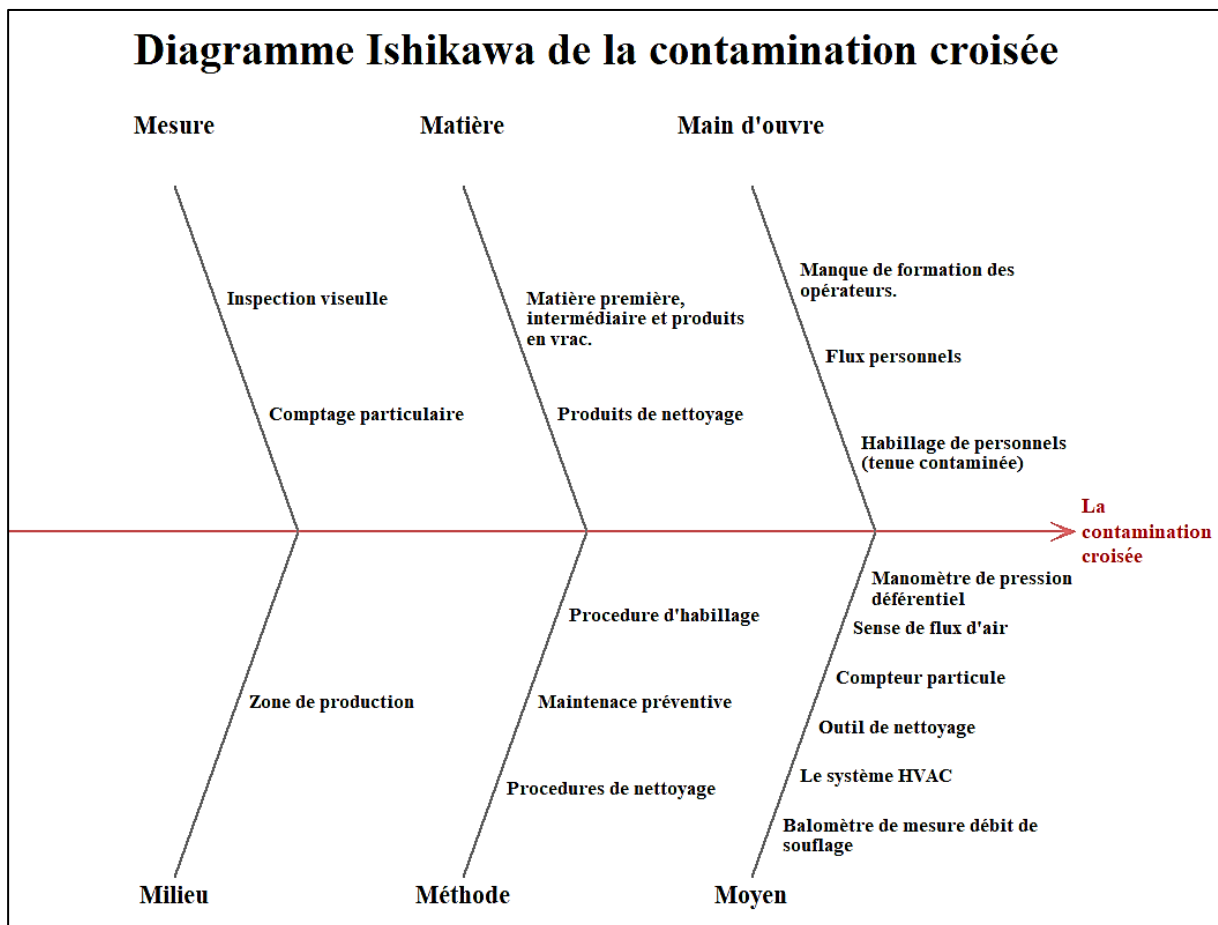 Diagramme Ishikawa de la contamination croisée
Mesure
Matière
Main d'ouvre
Inspection viseulle
Comptage particulaire
Matière première,
intermédiaire et produits
en vrac.
Produits de nettoyage
Manque de formation des
opérateurs.
Flux personnels
Habillage de personnels
(tenue contaminée)
La
contamination
croisée
Zone de production
Procedure d'habillage
Maintenace préventive
Procedures de nettoyage
Manomètre de pression
déférentiel
Sense de flux d'air
Compteur particule
Outil de nettoyage
Le système HVAC
Balomètre de mesure débit de
souflage
Milieu
Méthode
Moyen